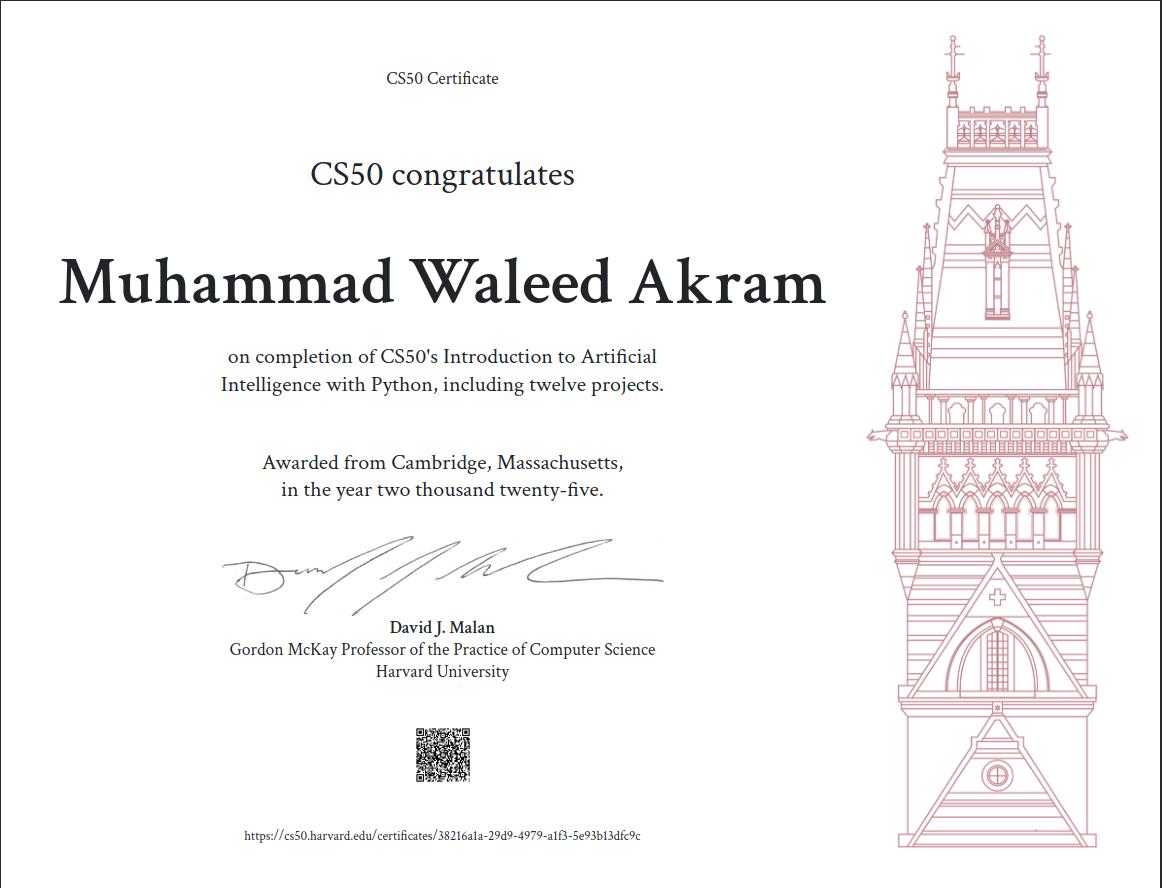 CS50 Certificate
CS50 congratulates
Muhammad Waleed Akram
on completion of CS50's Introduction to Artificial
Intelligence with Python, including twelve projects.
Awarded from Cambridge, Massachusetts,
in the year two thousand twenty-five.
David J. Malan
Gordon McKay Professor of the Practice of Computer Science
Harvard University
https://cs50.harvard.edu/certificates/38216a1a-29d9-4979-a1f3-5e93b13dfc9c